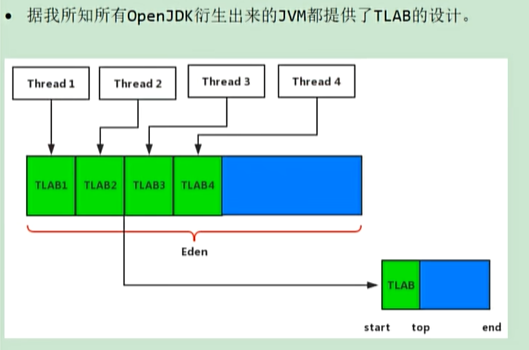 • 据我所知所有OpenJDK衍生出来的JVM都提供了TLAB的设计。
Thread 1 Thread 2 Thread 3 Thread 4
TLAB1 TLAB2 TLAB3 TLAB4
Eden
TLAB
start top end